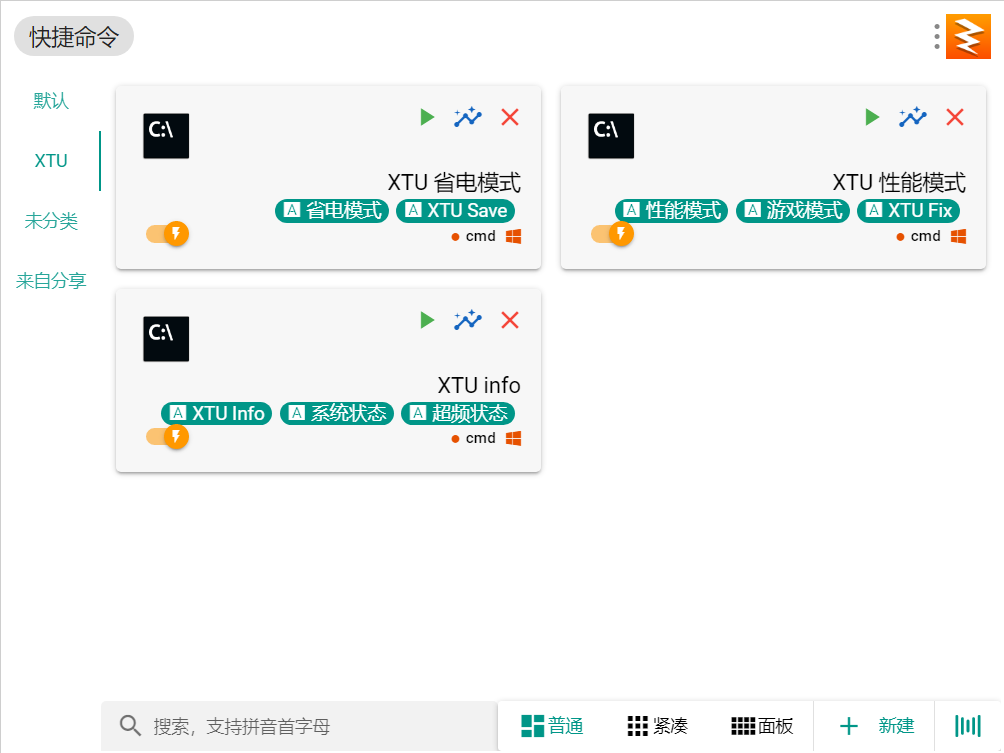 快捷命令
默认
XTU
未分类
来自分享
C:\
XTU 省电模式
A 省电模式 A XTU Save
cmd
C:\
XTU 性能模式
A 性能模式 A 游戏模式 A XTU Fix
cmd
C:\
XTU info
A XTU Info A 系统状态 A 超频状态
cmd
搜索，支持拼音首字母
普通 紧凑 面板 新建